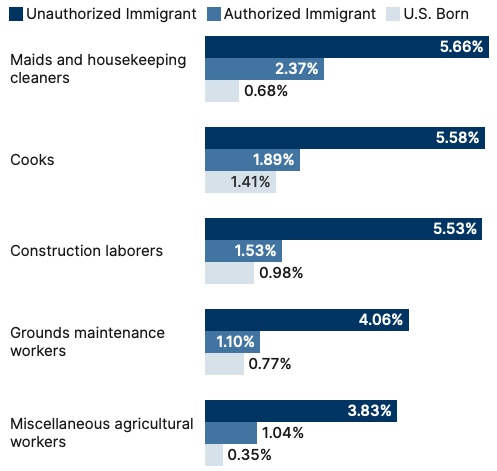 Unauthorized Immigrant Authorized Immigrant U.S. Born
Maids and housekeeping
cleaners
5.66%
2.37%
0.68%
Cooks
5.58%
1.89%
1.41%
Construction laborers
5.53%
1.53%
0.98%
Grounds maintenance
workers
4.06%
1.10%
0.77%
Miscellaneous agricultural
workers
3.83%
1.04%
0.35%